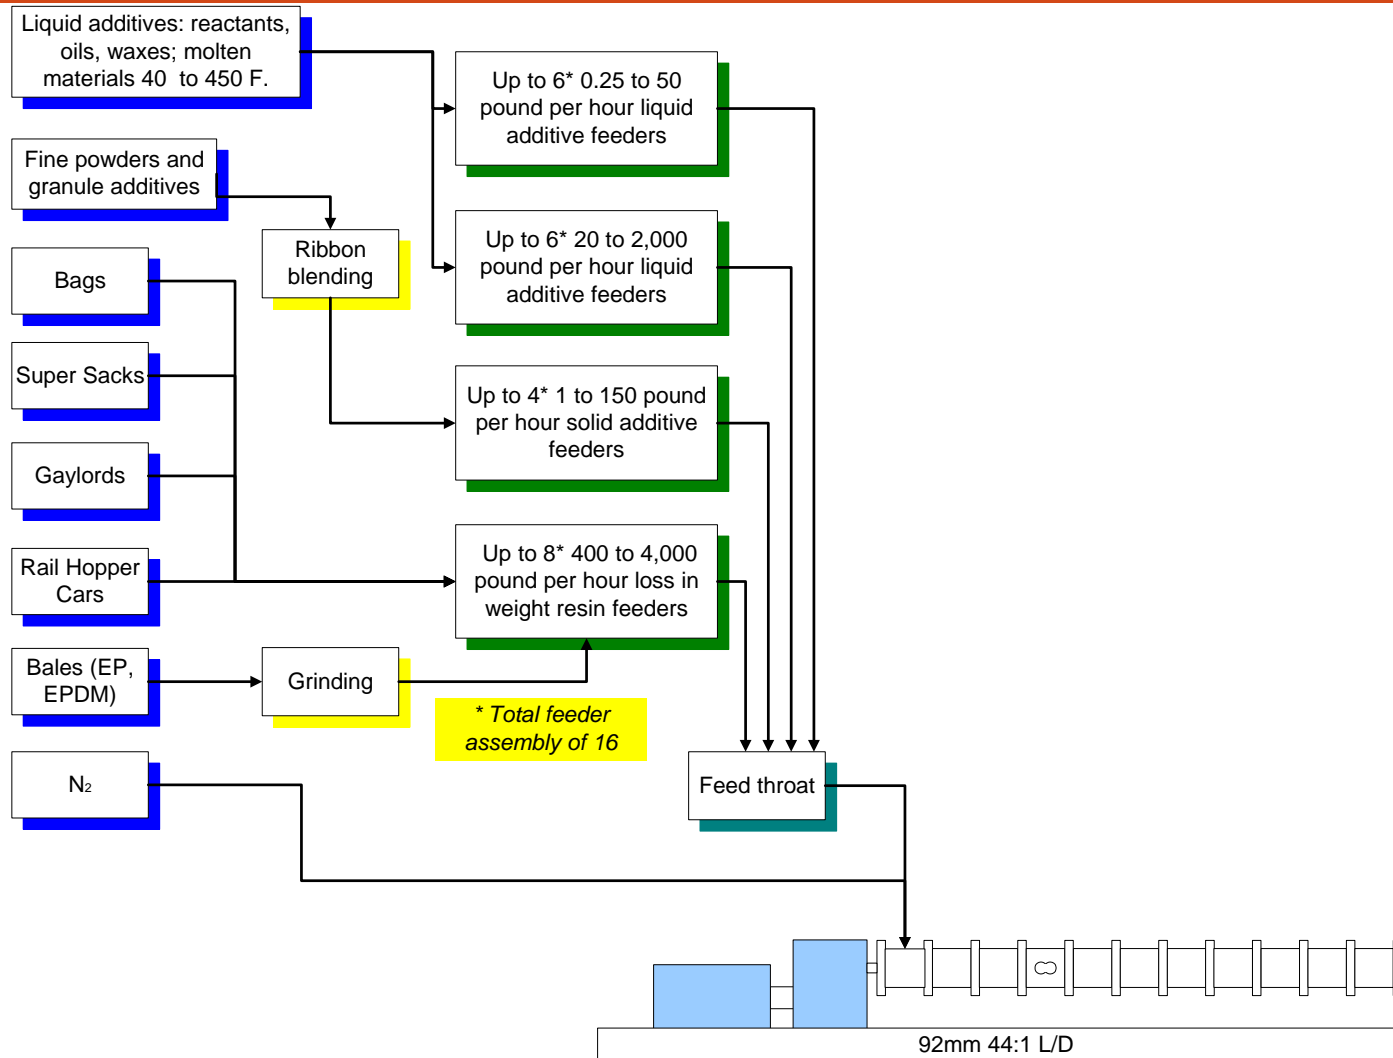 Liquid additives: reactants,
oils, waxes; molten
materials 40  to 450 F.
Up to 6* 0.25 to 50
pound per hour liquid
additive feeders
Fine powders and
granule additives
Ribbon
blending
Up to 6* 20 to 2,000
pound per hour liquid
additive feeders
Bags
Super Sacks
Up to 4* 1 to 150 pound
per hour solid additive
feeders
Gaylords
Rail Hopper
Cars
Up to 8* 400 to 4,000
pound per hour loss in
weight resin feeders
Bales (EP,
EPDM)
Grinding
* Total feeder
assembly of 16
N₂
Feed throat
92mm 44:1 L/D